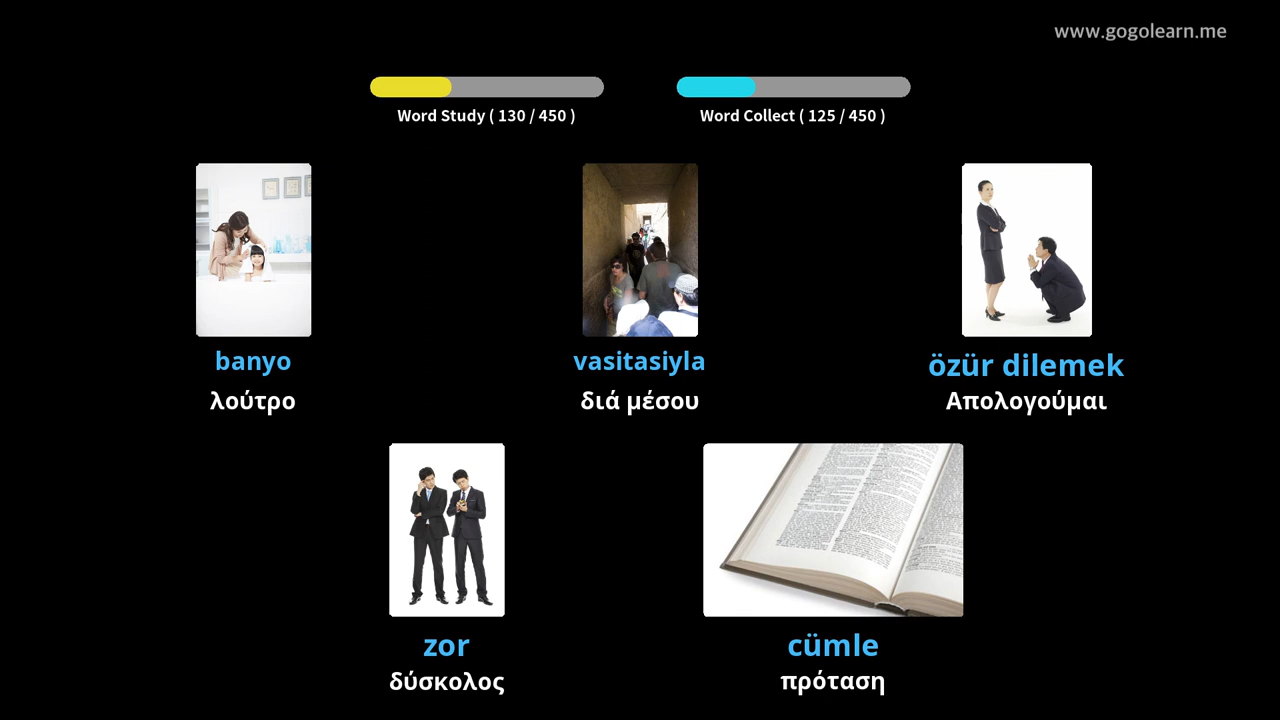 www.gogolearn.me
Word Study ( 130 / 450 )
Word Collect ( 125 / 450 )
banyo
λούτρο
vasitasiyla
διά μέσου
özür dilemek
Απολογούμαι
zor
δύσκολος
cümle
πρόταση